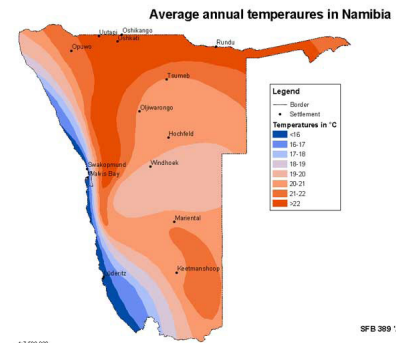 Average annual temperaures in Namibia
Oshikango
Uutapi
Oshkati
Opuwo
Rundu
Tsumeb
Otjiwarongo
Hochfeld
Windhoek
Swakopmund
Walvis Bay
Mariental
Keetmanshoop
Lüderitz
Legend
Border
Settlement
Temperatures in °C
<16
16-17
17-18
18-19
19-20
20-21
21-22
>22
SFB 389